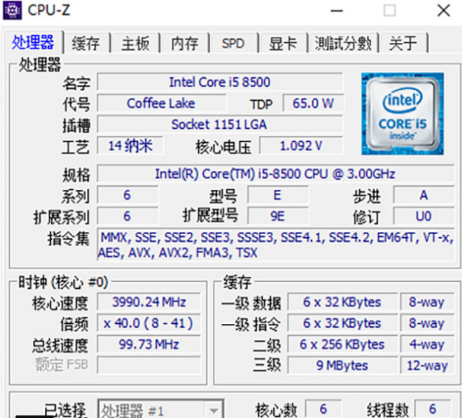 CPU-Z
处理器 缓存 主板 内存 SPD 显卡 測試分數 关于
处理器
名字 Intel Core i5 8500
代号 Coffee Lake TDP 65.0 W
插槽 Socket 1151 LGA
工艺 14 纳米 核心电压 1.092 V
intel
CORE i5
inside
规格 Intel(R) Core(TM) i5-8500 CPU @ 3.00GHz
系列 6 型号 E 步进 A
扩展系列 6 扩展型号 9E 修订 U0
指令集 MMX, SSE, SSE2, SSE3, SSSE3, SSE4.1, SSE4.2, EM64T, VT-x,
AES, AVX, AVX2, FMA3, TSX
时钟 (核心 #0)
核心速度 3990.24 MHz
倍频 x 40.0 ( 8 - 41 )
总线速度 99.73 MHz
额定 FSB
缓存
一级 数据 6 x 32 KBytes 8-way
一级 指令 6 x 32 KBytes 8-way
二级 6 x 256 KBytes 4-way
三级 9 MBytes 12-way
已选择 处理器 #1 核心数 6 线程数 6